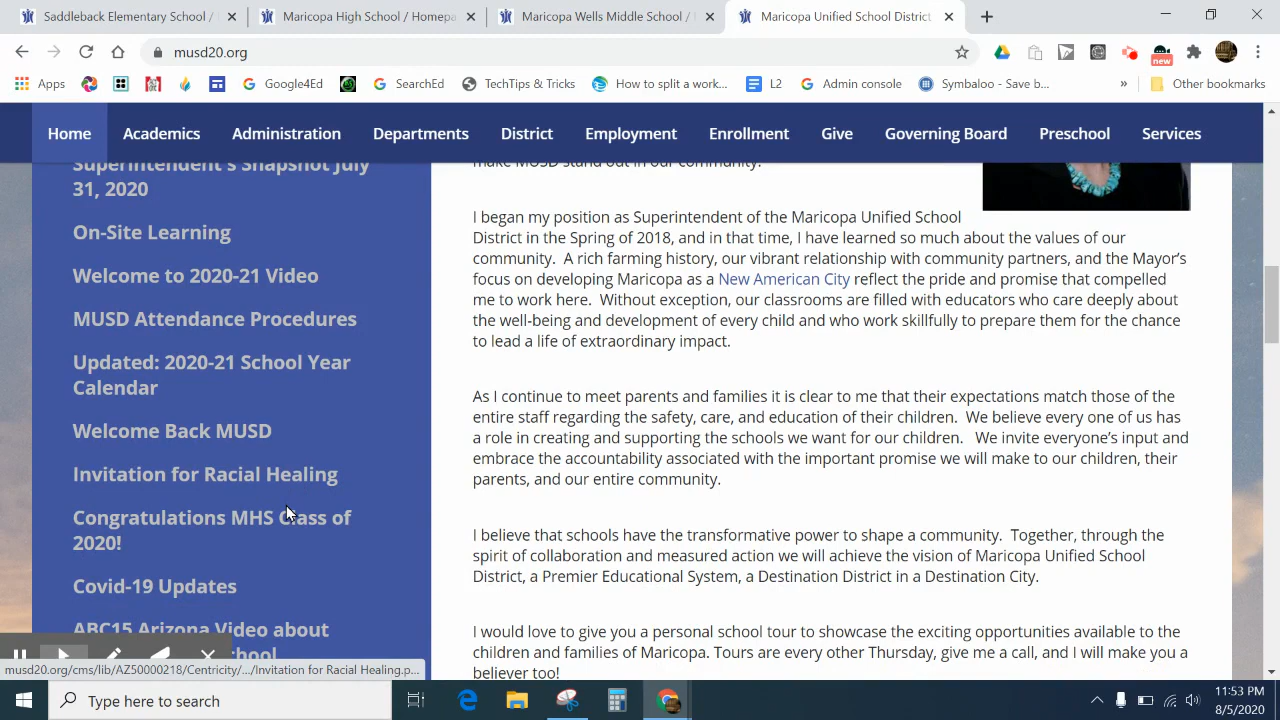 Saddleback Elementary School /
Maricopa High School / Homepa
Maricopa Wells Middle School /
Maricopa Unified School District
musd20.org
new
Apps
Google4Ed
SearchEd
TechTips & Tricks
How to split a work...
L2
Admin console
Symbaloo - Save b...
»
Other bookmarks
Home
Academics
Administration
Departments
District
Employment
Enrollment
Give
Governing Board
Preschool
Services
Superintendent's Snapshot July
31, 2020
On-Site Learning
Welcome to 2020-21 Video
MUSD Attendance Procedures
Updated: 2020-21 School Year
Calendar
Welcome Back MUSD
Invitation for Racial Healing
Congratulations MHS Class of
2020!
Covid-19 Updates
ABC15 Arizona Video about
make MUSD stand out in our community.
I began my position as Superintendent of the Maricopa Unified School
District in the Spring of 2018, and in that time, I have learned so much about the values of our
community. A rich farming history, our vibrant relationship with community partners, and the Mayor's
focus on developing Maricopa as a New American City reflect the pride and promise that compelled
me to work here. Without exception, our classrooms are filled with educators who care deeply about
the well-being and development of every child and who work skillfully to prepare them for the chance
to lead a life of extraordinary impact.
As I continue to meet parents and families it is clear to me that their expectations match those of the
entire staff regarding the safety, care, and education of their children. We believe every one of us has
a role in creating and supporting the schools we want for our children. We invite everyone's input and
embrace the accountability associated with the important promise we will make to our children, their
parents, and our entire community.
I believe that schools have the transformative power to shape a community. Together, through the
spirit of collaboration and measured action we will achieve the vision of Maricopa Unified School
District, a Premier Educational System, a Destination District in a Destination City.
I would love to give you a personal school tour to showcase the exciting opportunities available to the
children and families of Maricopa. Tours are every other Thursday, give me a call, and I will make you a
believer too!
musd20.org/cms/lib/AZ50000218/Centricity/.../Invitation for Racial Healing.p...
Type here to search
11:53 PM
8/5/2020